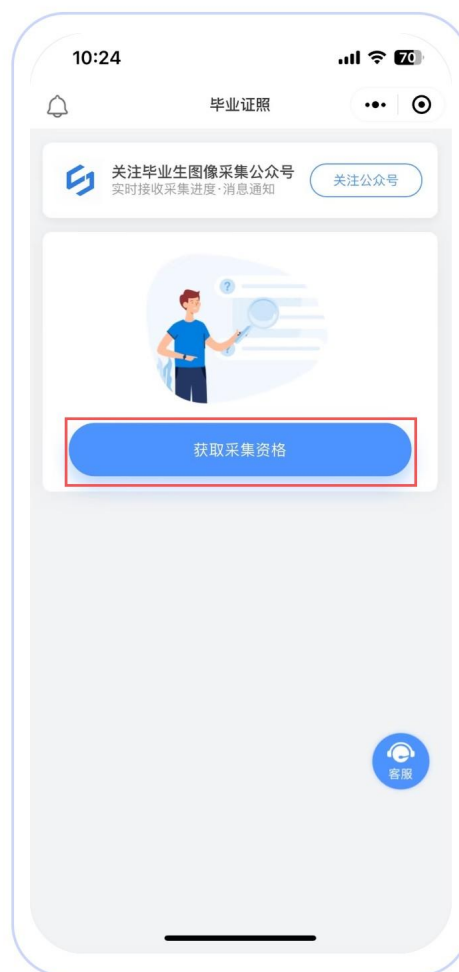 10:24
70
毕业证照
关注毕业生图像采集公众号
实时接收采集进度·消息通知
关注公众号
?
?
获取采集资格
客服